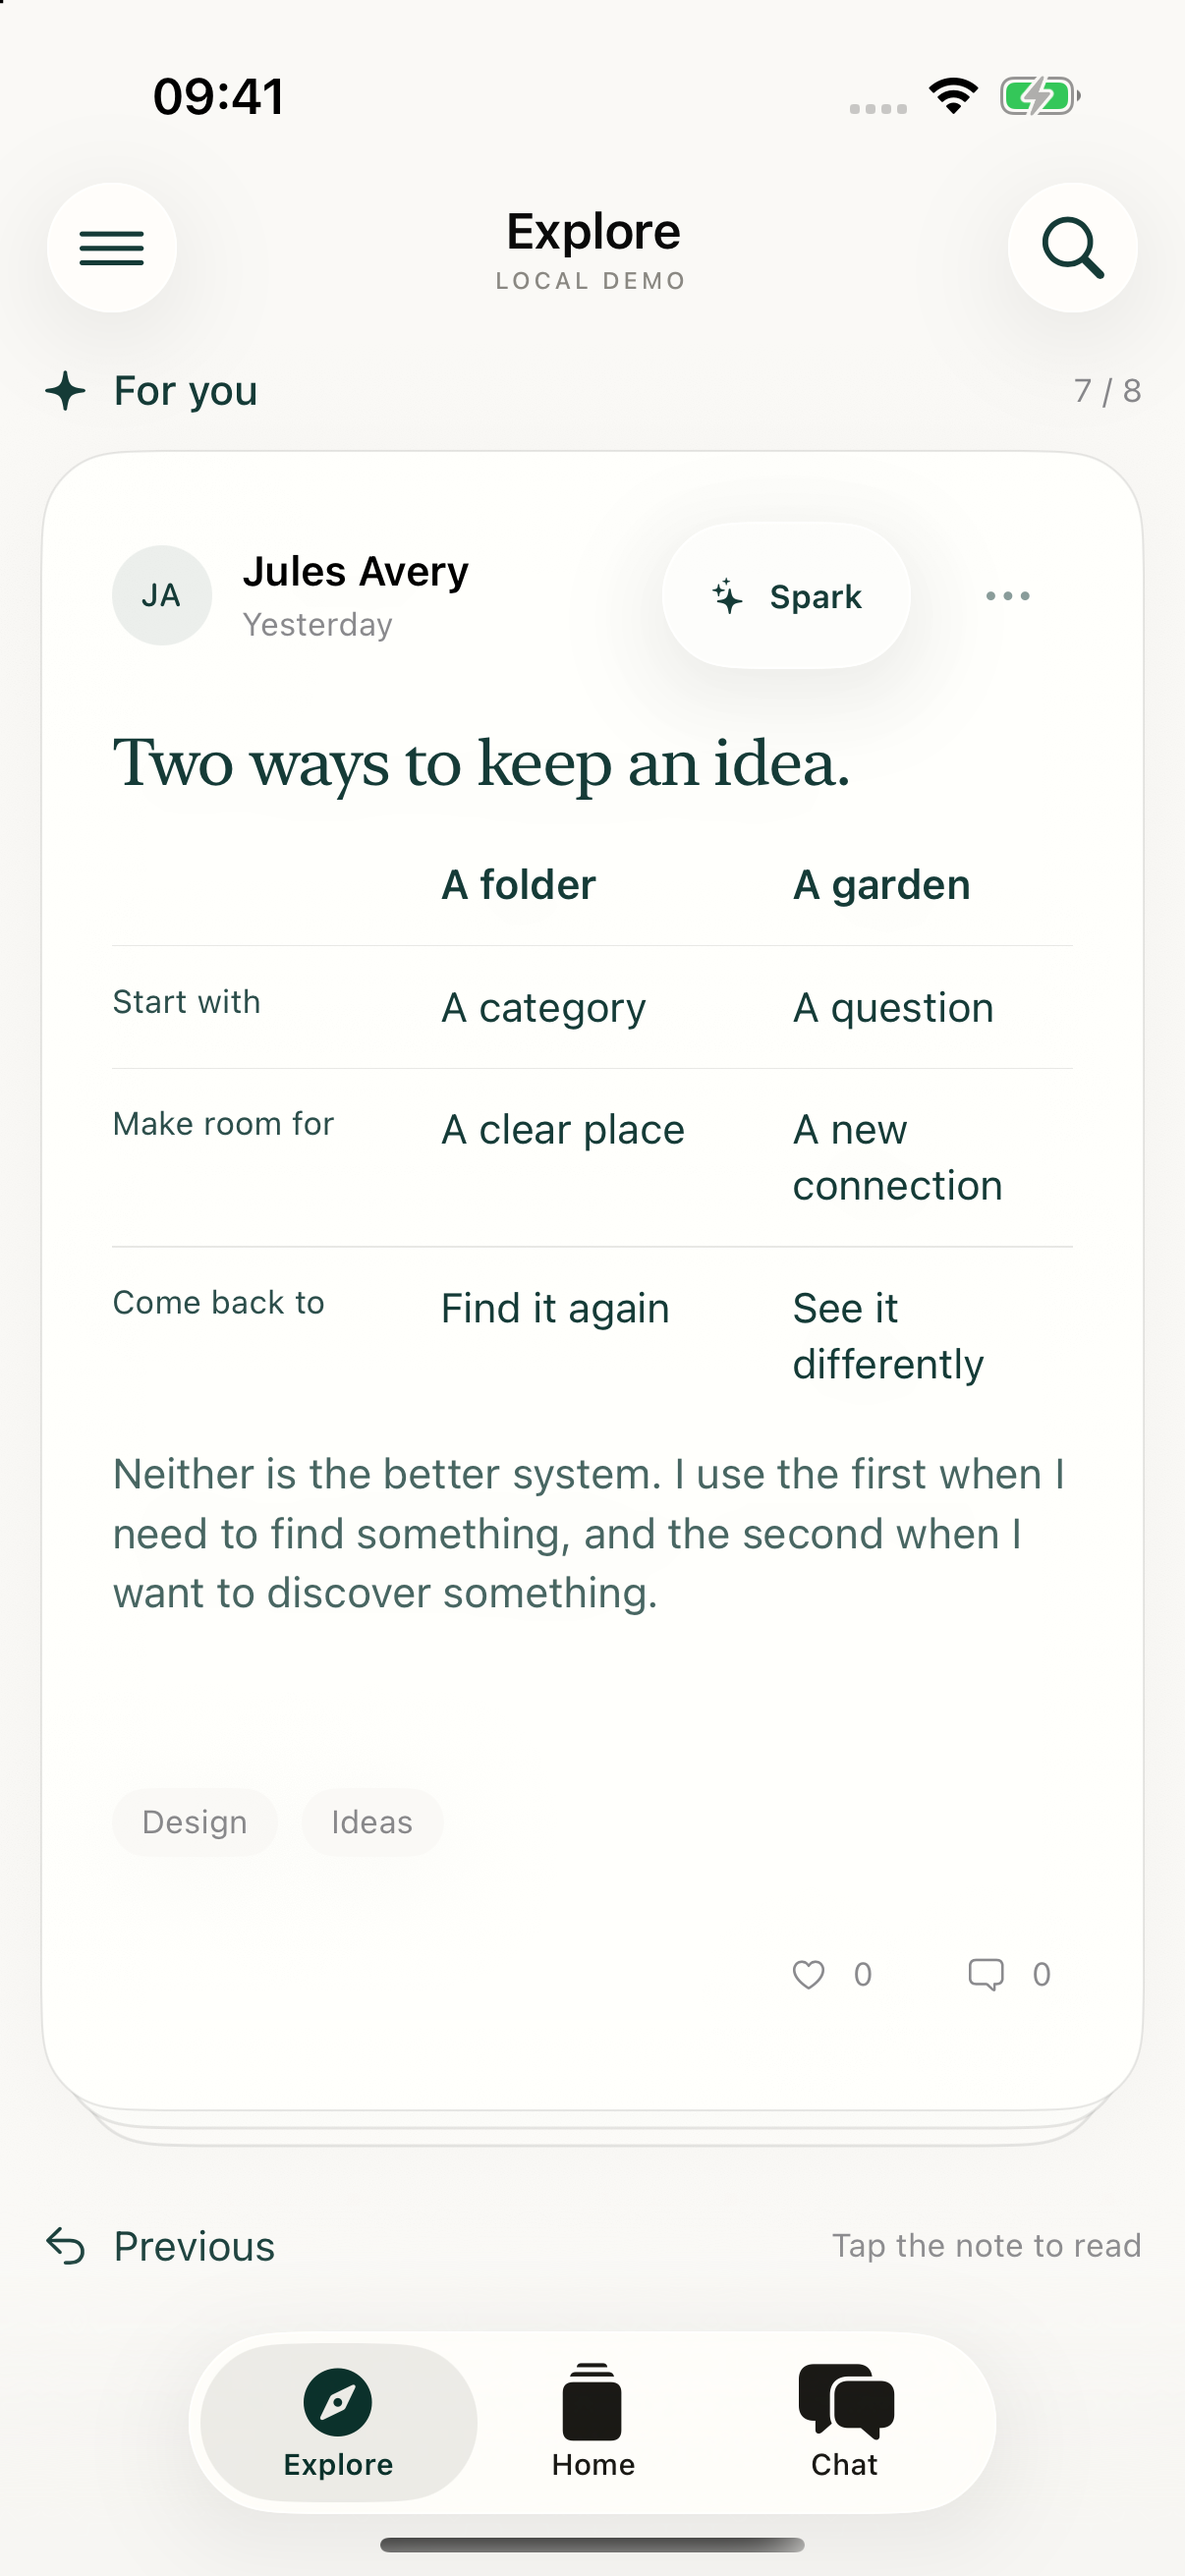 09:41
Explore
LOCAL DEMO
For you
7 / 8
JA
Jules Avery
Yesterday
Spark
Two ways to keep an idea.
A folder
A garden
Start with
A category
A question
Make room for
A clear place
A new
connection
Come back to
Find it again
See it
differently
Neither is the better system. I use the first when I
need to find something, and the second when I
want to discover something.
Design
Ideas
0
0
Previous
Tap the note to read
Explore
Home
Chat